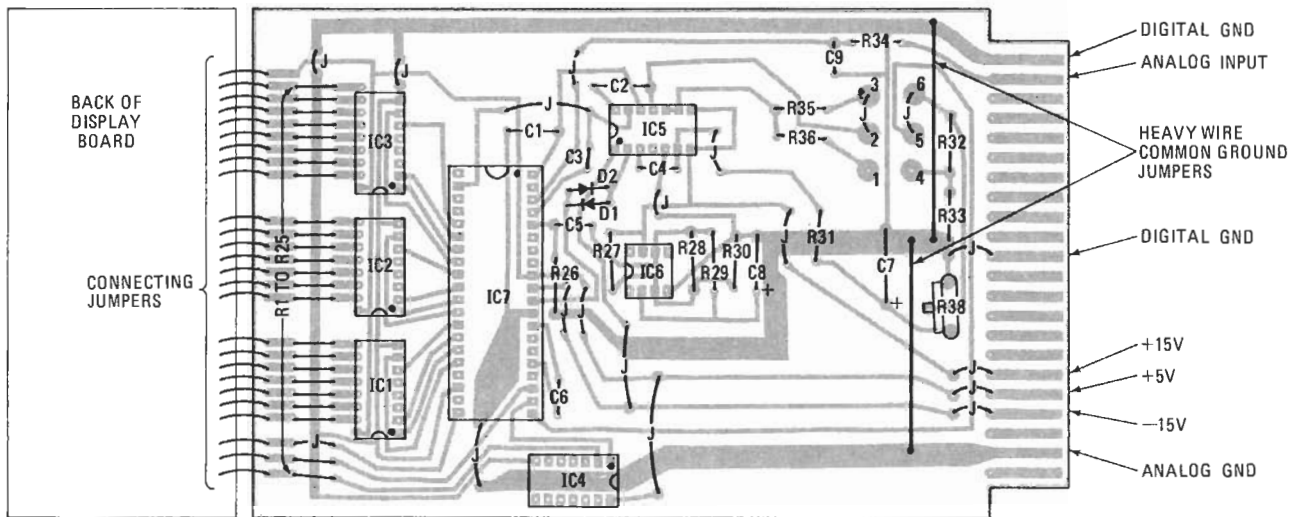 BACK OF
DISPLAY
BOARD
CONNECTING
JUMPERS
R1 TO R25
J
J
J
IC3
IC2
IC1
J
C1
IC7
J
C2
IC5
C3
D2
D1
C4
C5
J
J
R26
J
J
R27
IC6
R28
R29
R30
C8
+
J
C6
J
J
IC4
C9
R34
R35
R36
3
J
2
1
6
J
5
4
R32
R33
J
R31
C7
+
J
R38
J
J
J
DIGITAL GND
ANALOG INPUT
HEAVY WIRE
COMMON GROUND
JUMPERS
DIGITAL GND
+15V
+5V
—15V
ANALOG GND